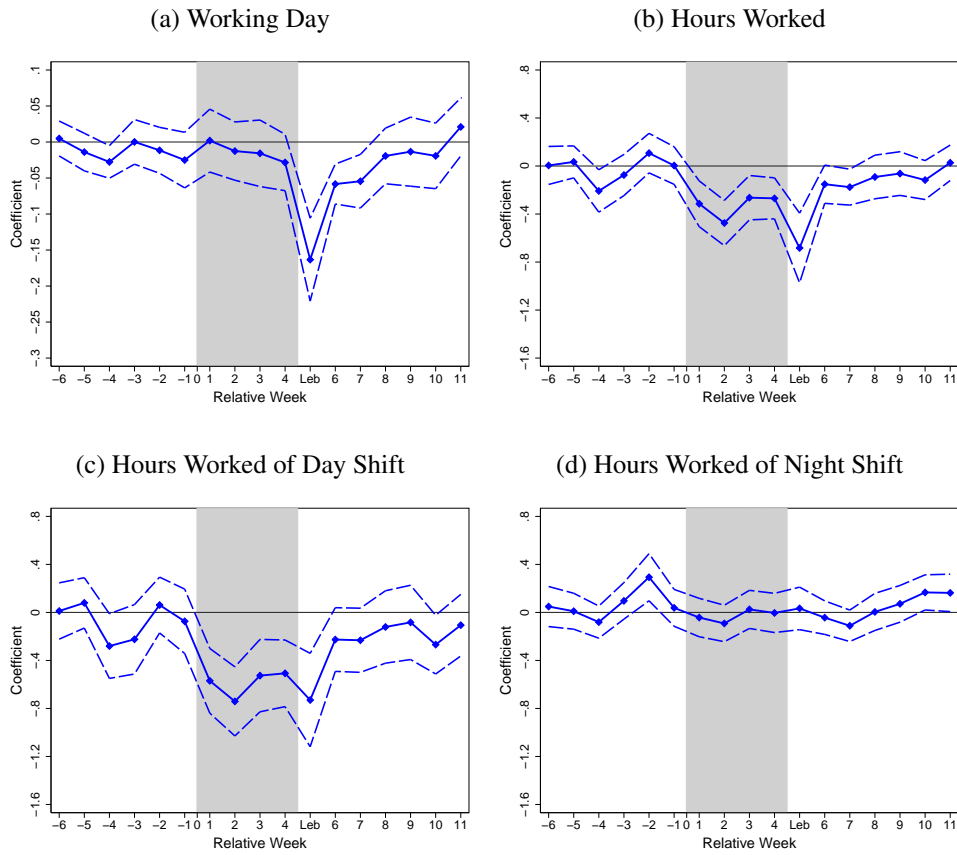 (a) Working Day
Coefficient
.1
.05
0
-.05
-.1
-.15
-.2
-.25
-.3
-6 -5 -4 -3 -2 -1 0 1 2 3 4 Leb 6 7 8 9 10 11
Relative Week
(b) Hours Worked
Coefficient
.8
.4
0
-.4
-.8
-1.2
-1.6
-6 -5 -4 -3 -2 -1 0 1 2 3 4 Leb 6 7 8 9 10 11
Relative Week
(c) Hours Worked of Day Shift
Coefficient
.8
.4
0
-.4
-.8
-1.2
-1.6
-6 -5 -4 -3 -2 -1 0 1 2 3 4 Leb 6 7 8 9 10 11
Relative Week
(d) Hours Worked of Night Shift
Coefficient
.8
.4
0
-.4
-.8
-1.2
-1.6
-6 -5 -4 -3 -2 -1 0 1 2 3 4 Leb 6 7 8 9 10 11
Relative Week